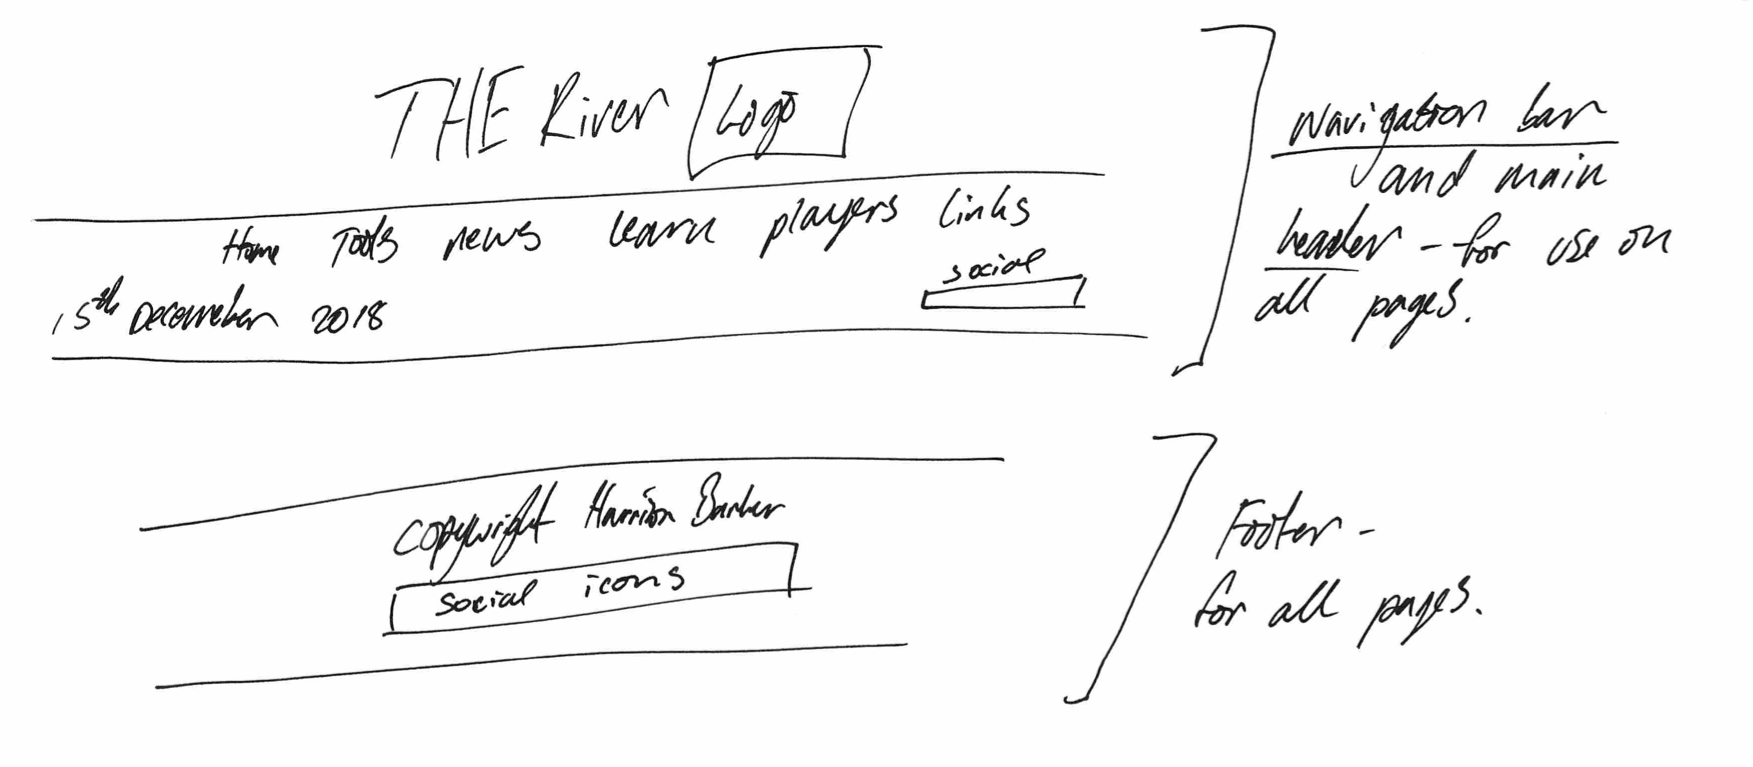 THE River
Logo
Home Tools news learn players links
social
15th December 2018
Navigation bar
and main
header - for use on
all pages.
copywright Harrison Barker
social icons
Footer -
for all pages.